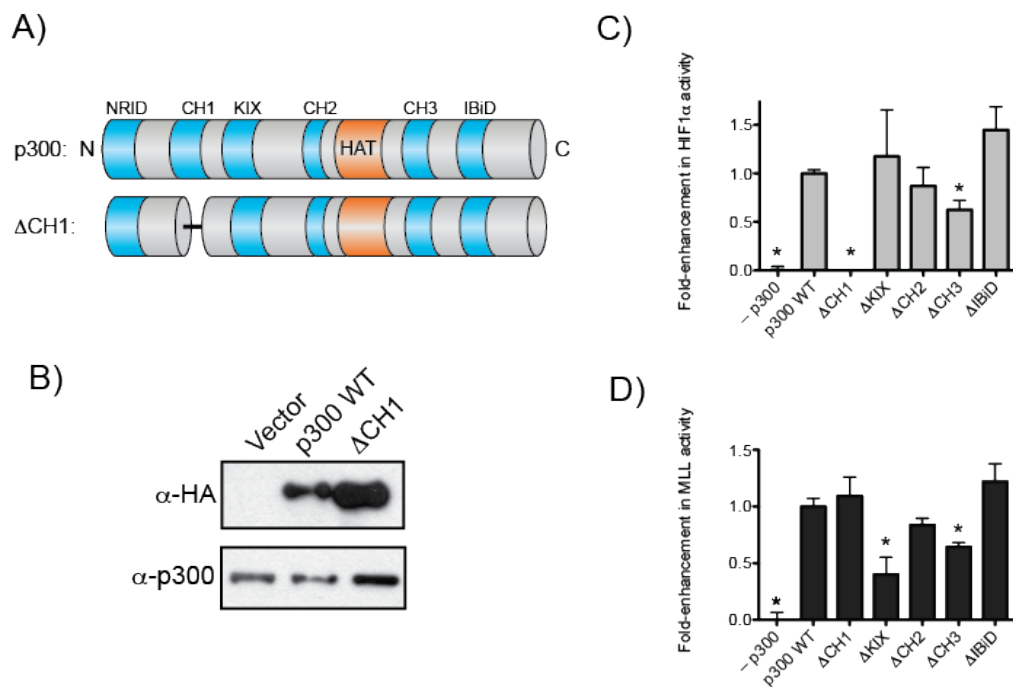 A)
NRID CH1 KIX CH2 CH3 IBiD
p300: N HAT C
ΔCH1:
B)
Vector p300 WT ΔCH1
α-HA
α-p300
C)
Fold-enhancement in HIF1α activity
1.5
1.0
0.5
0.0
* * *
– p300 p300 WT ΔCH1 ΔKIX ΔCH2 ΔCH3 ΔIBiD
D)
Fold-enhancement in MLL activity
1.5
1.0
0.5
0.0
* * *
– p300 p300 WT ΔCH1 ΔKIX ΔCH2 ΔCH3 ΔIBiD